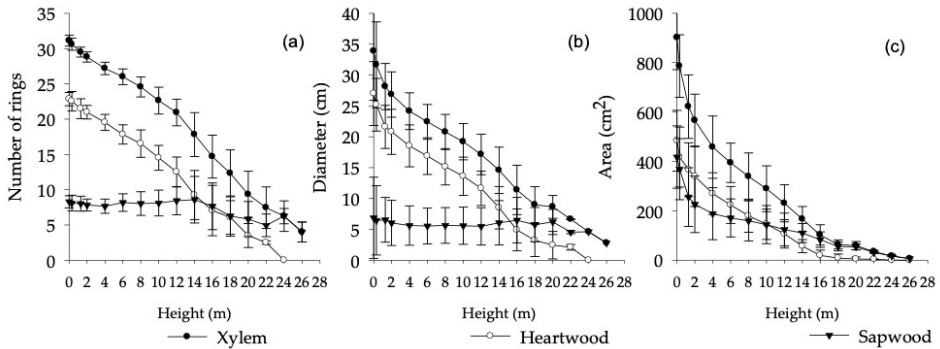 (a)
Number of rings
35
30
25
20
15
10
5
0
0 2 4 6 8 10 12 14 16 18 20 22 24 26 28
Height (m)
(b)
Diameter (cm)
40
35
30
25
20
15
10
5
0
0 2 4 6 8 10 12 14 16 18 20 22 24 26 28
Height (m)
(c)
Area (cm²)
1000
800
600
400
200
0
0 2 4 6 8 10 12 14 16 18 20 22 24 26 28
Height (m)
Xylem Heartwood Sapwood